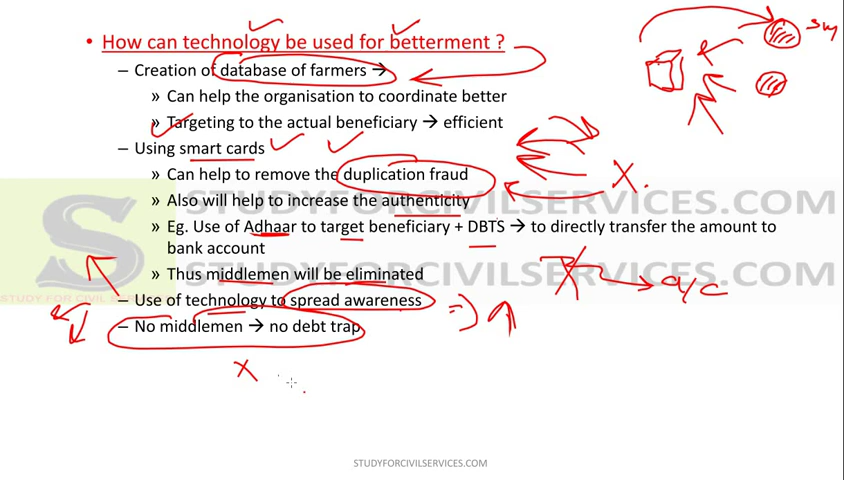 • How can technology be used for betterment ?
– Creation of database of farmers →
» Can help the organisation to coordinate better
» Targeting to the actual beneficiary → efficient
– Using smart cards
» Can help to remove the duplication fraud
» Also will help to increase the authenticity
» Eg. Use of Adhaar to target beneficiary + DBTS → to directly transfer the amount to
bank account
» Thus middlemen will be eliminated
– Use of technology to spread awareness
– No middlemen → no debt trap
X.
a/c
⇒ ↑
X
S
STUDYFORCIVILSERVICES.COM
STUDYFORCIVILSERVICES.COM
STUDYFORCIVILSERVICES.COM